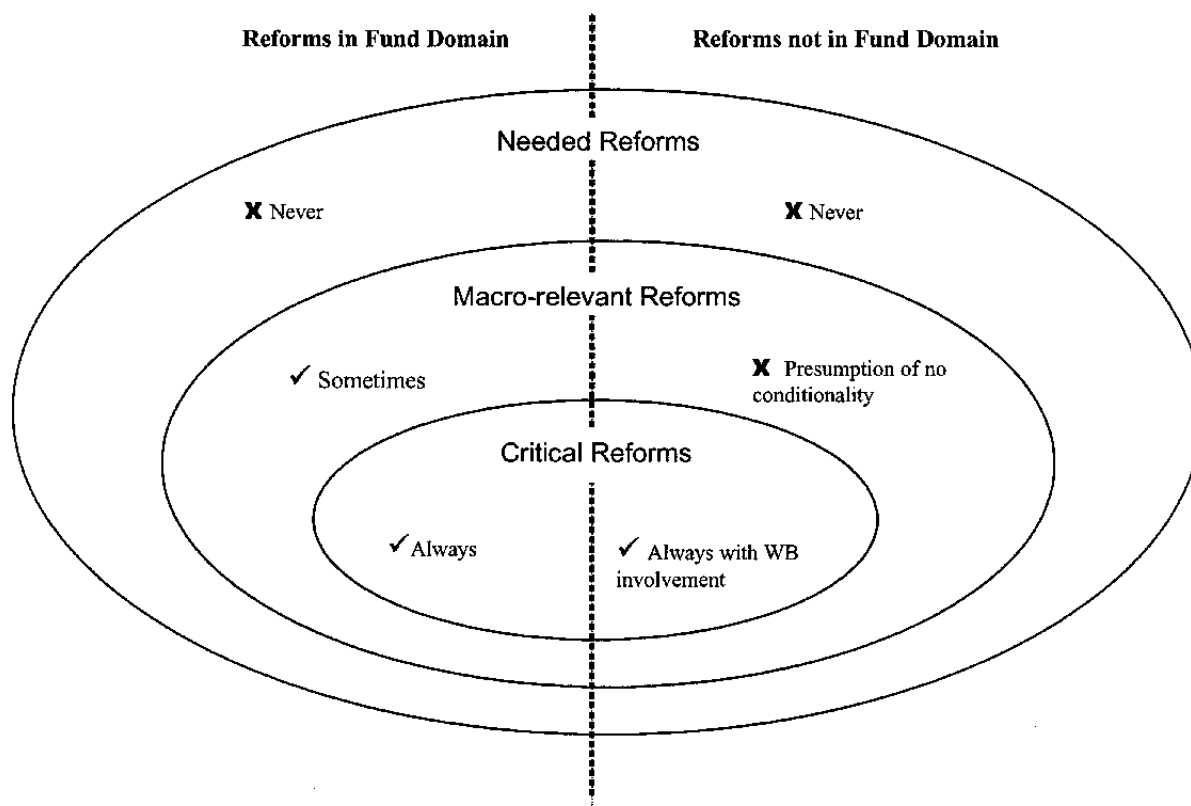 Reforms in Fund Domain
Reforms not in Fund Domain
Needed Reforms
X Never
X Never
Macro-relevant Reforms
✓ Sometimes
X Presumption of no
conditionality
Critical Reforms
✓ Always
✓ Always with WB
involvement